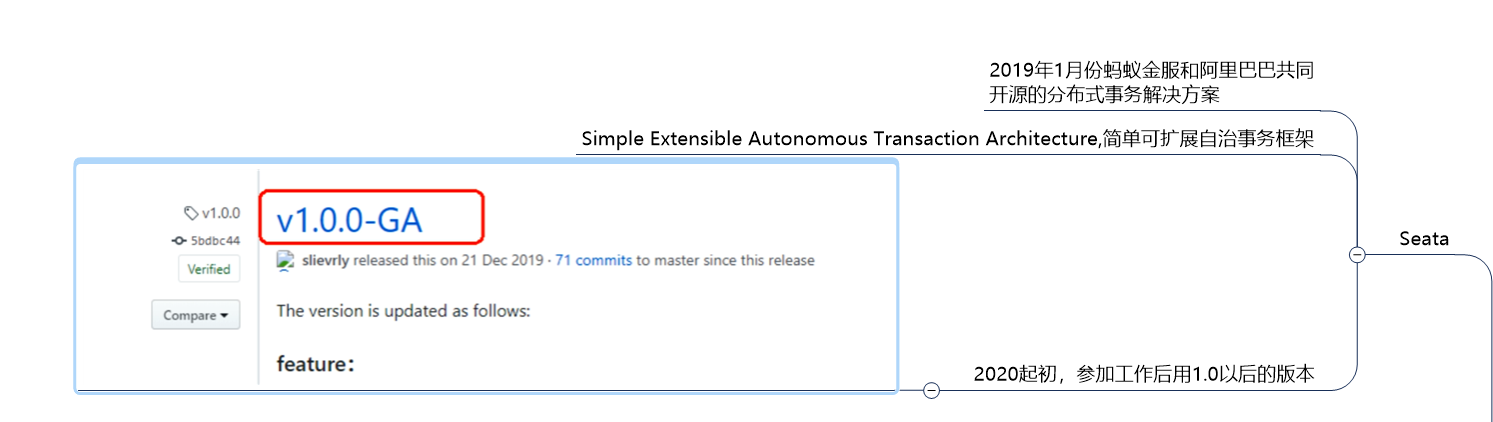 2019年1月份蚂蚁金服和阿里巴巴共同
开源的分布式事务解决方案
Simple Extensible Autonomous Transaction Architecture,简单可扩展自治事务框架
v1.0.0
5bdbc44
Verified
Compare
v1.0.0-GA
slievrly released this on 21 Dec 2019 · 71 commits to master since this release
The version is updated as follows:
feature：
2020起初，参加工作后用1.0以后的版本
Seata